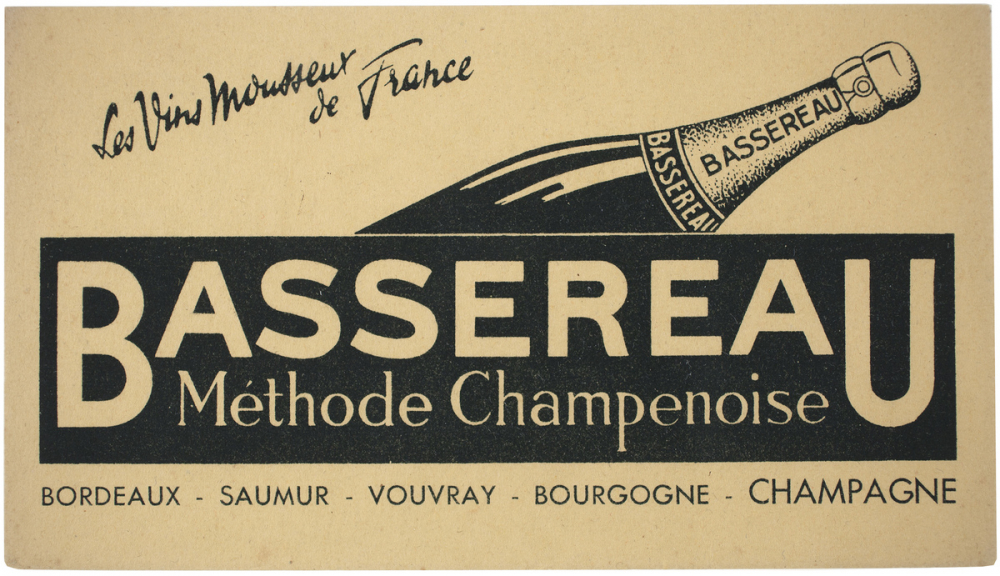 Les Vins Mousseux
de France
BASSEREAU
BASSEREAU
BASSEREAU
Méthode Champenoise
BORDEAUX - SAUMUR - VOUVRAY - BOURGOGNE - CHAMPAGNE